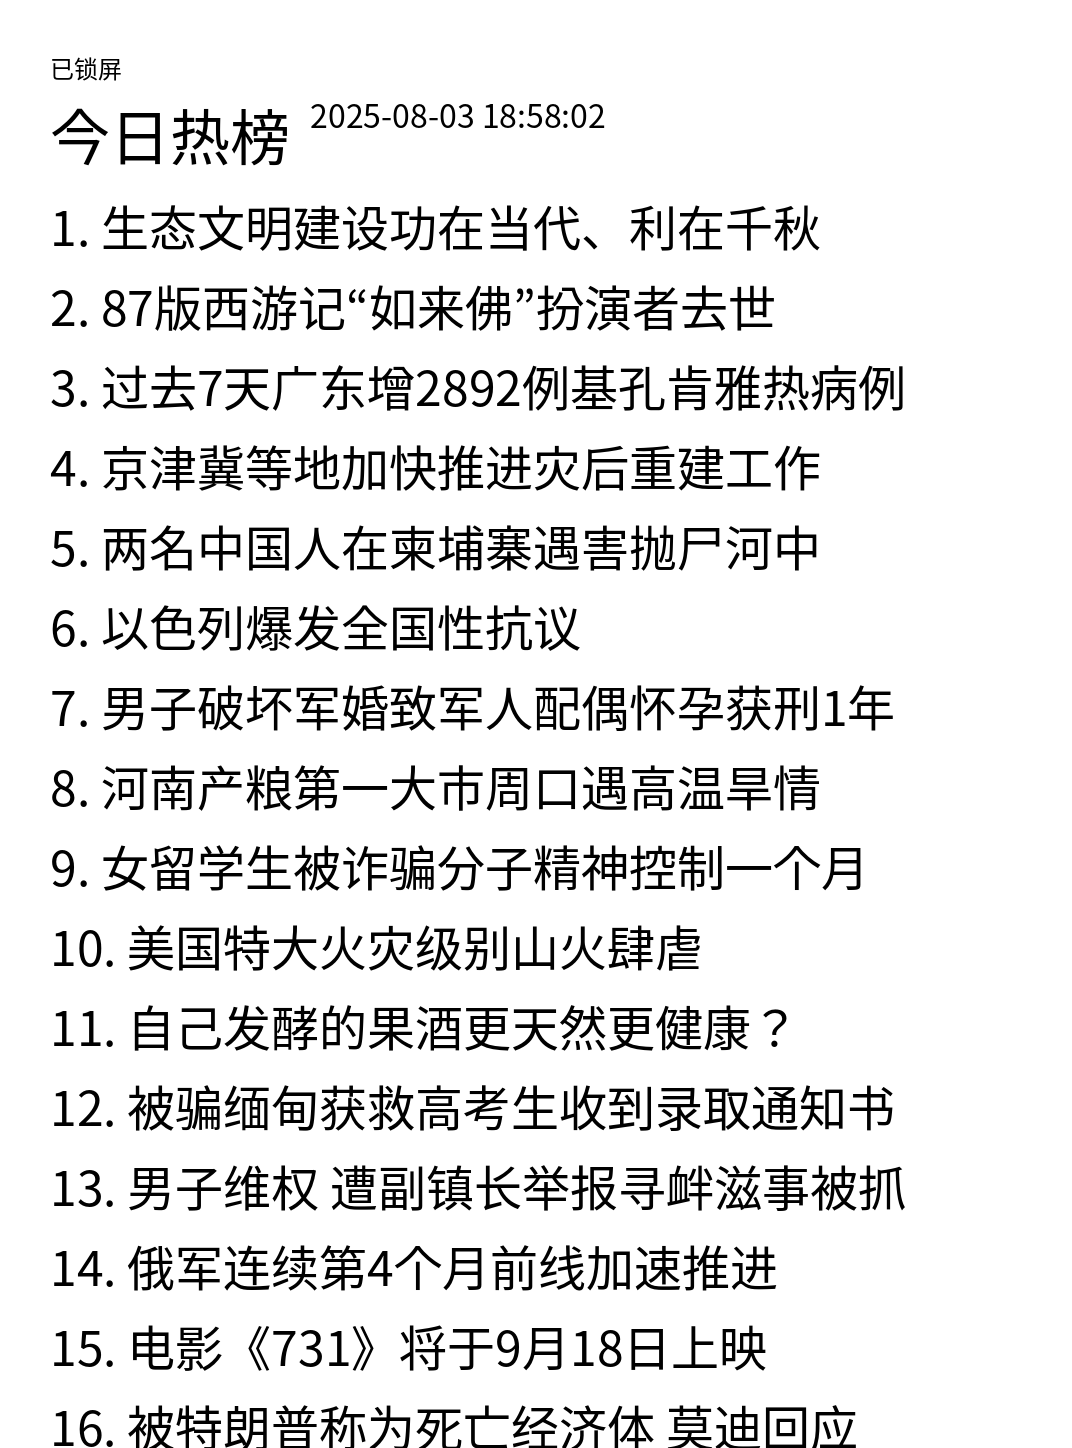 已锁屏
今日热榜 2025-08-03 18:58:02
1. 生态文明建设功在当代、利在千秋
2. 87版西游记“如来佛”扮演者去世
3. 过去7天广东增2892例基孔肯雅热病例
4. 京津冀等地加快推进灾后重建工作
5. 两名中国人在柬埔寨遇害抛尸河中
6. 以色列爆发全国性抗议
7. 男子破坏军婚致军人配偶怀孕获刑1年
8. 河南产粮第一大市周口遇高温旱情
9. 女留学生被诈骗分子精神控制一个月
10. 美国特大火灾级别山火肆虐
11. 自己发酵的果酒更天然更健康？
12. 被骗缅甸获救高考生收到录取通知书
13. 男子维权 遭副镇长举报寻衅滋事被抓
14. 俄军连续第4个月前线加速推进
15. 电影《731》将于9月18日上映
16. 被特朗普称为死亡经济体 莫迪回应